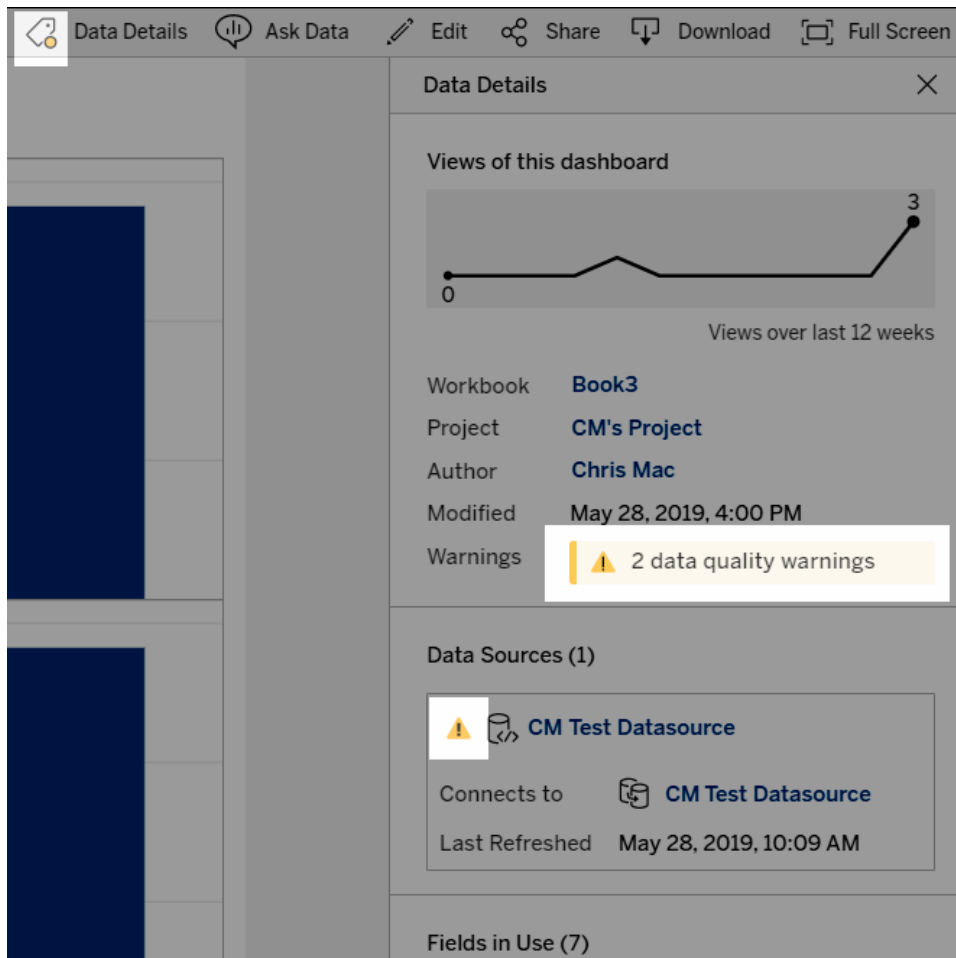 Data Details Ask Data Edit Share Download Full Screen
Data Details
Views of this dashboard
3
0
Views over last 12 weeks
Workbook Book3
Project CM's Project
Author Chris Mac
Modified May 28, 2019, 4:00 PM
Warnings 2 data quality warnings
Data Sources (1)
CM Test Datasource
Connects to CM Test Datasource
Last Refreshed May 28, 2019, 10:09 AM
Fields in Use (7)